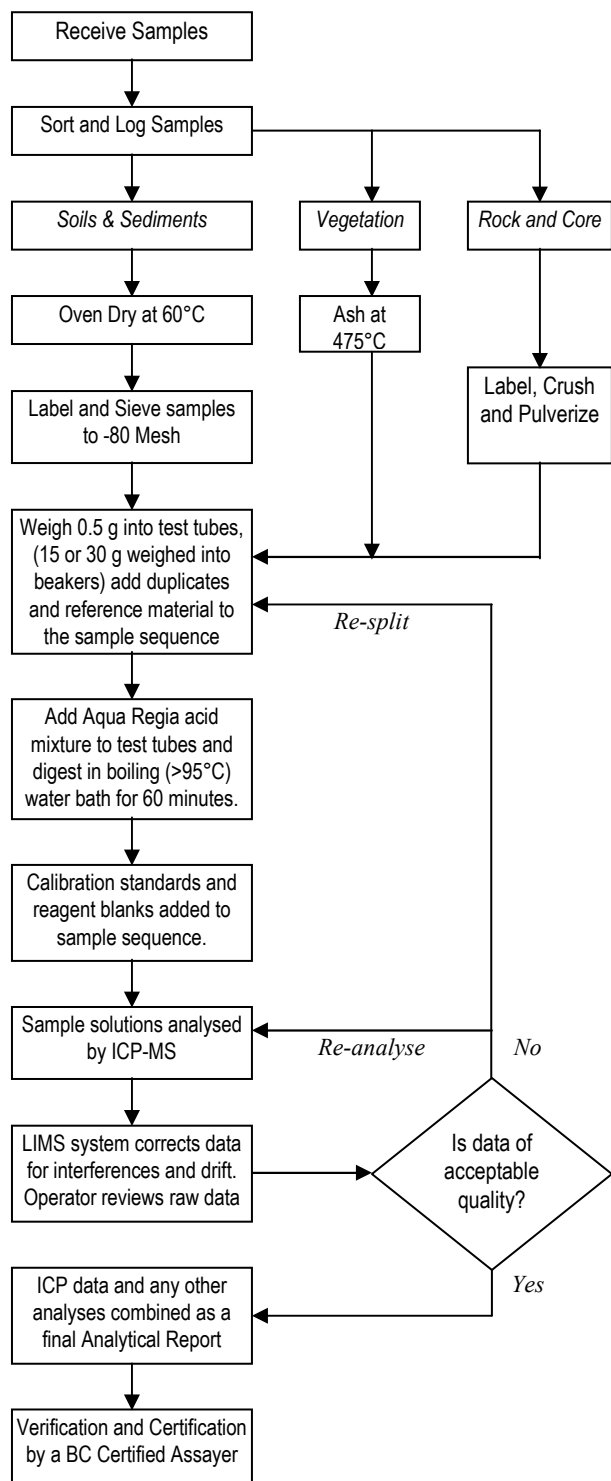 Receive Samples
Sort and Log Samples
Soils & Sediments
Vegetation
Rock and Core
Oven Dry at 60°C
Ash at
475°C
Label and Sieve samples
to -80 Mesh
Label, Crush
and Pulverize
Weigh 0.5 g into test tubes,
(15 or 30 g weighed into
beakers) add duplicates
and reference material to
the sample sequence
Re-split
Add Aqua Regia acid
mixture to test tubes and
digest in boiling (>95°C)
water bath for 60 minutes.
Calibration standards and
reagent blanks added to
sample sequence.
Sample solutions analysed
by ICP-MS
Re-analyse
No
LIMS system corrects data
for interferences and drift.
Operator reviews raw data
Is data of
acceptable
quality?
Yes
ICP data and any other
analyses combined as a
final Analytical Report
Verification and Certification
by a BC Certified Assayer